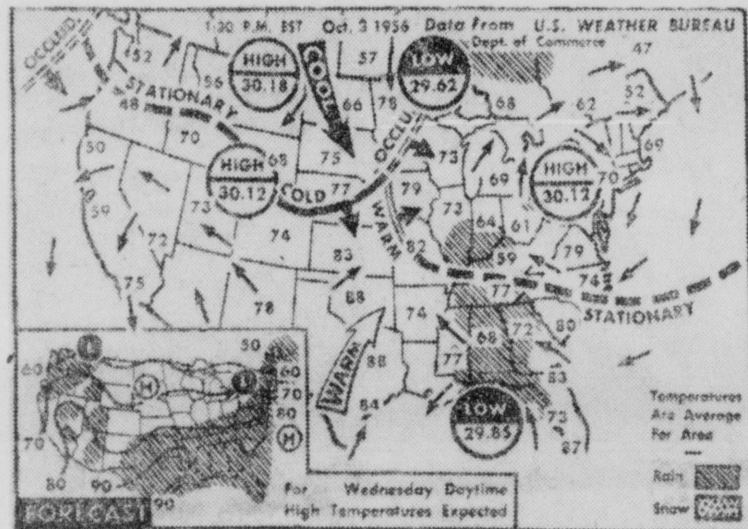 1:30 P.M. EST Oct. 3 1956 Data From U.S. WEATHER BUREAU
Dept. of Commerce
OCCLUD.
52
HIGH
30.18
COOL
57
LOW
29.62
47
STATIONARY
56
66
78
68
62
52
48
70
68
75
OCCLU.
73
69
69
50
HIGH
30.12
COLD
77
79
HIGH
30.12
70
59
73
WARM
73
64
61
72
74
83
82
59
79
74
75
88
77
STATIONARY
78
74
68
72
80
WARM
88
77
83
84
LOW
29.85
73
87
50
60
L
H
L
60
70
80
H
70
80
90
90
FORECAST
For Wednesday Daytime
High Temperatures Expected
Temperatures
Are Average
For Area
Rain
Snow